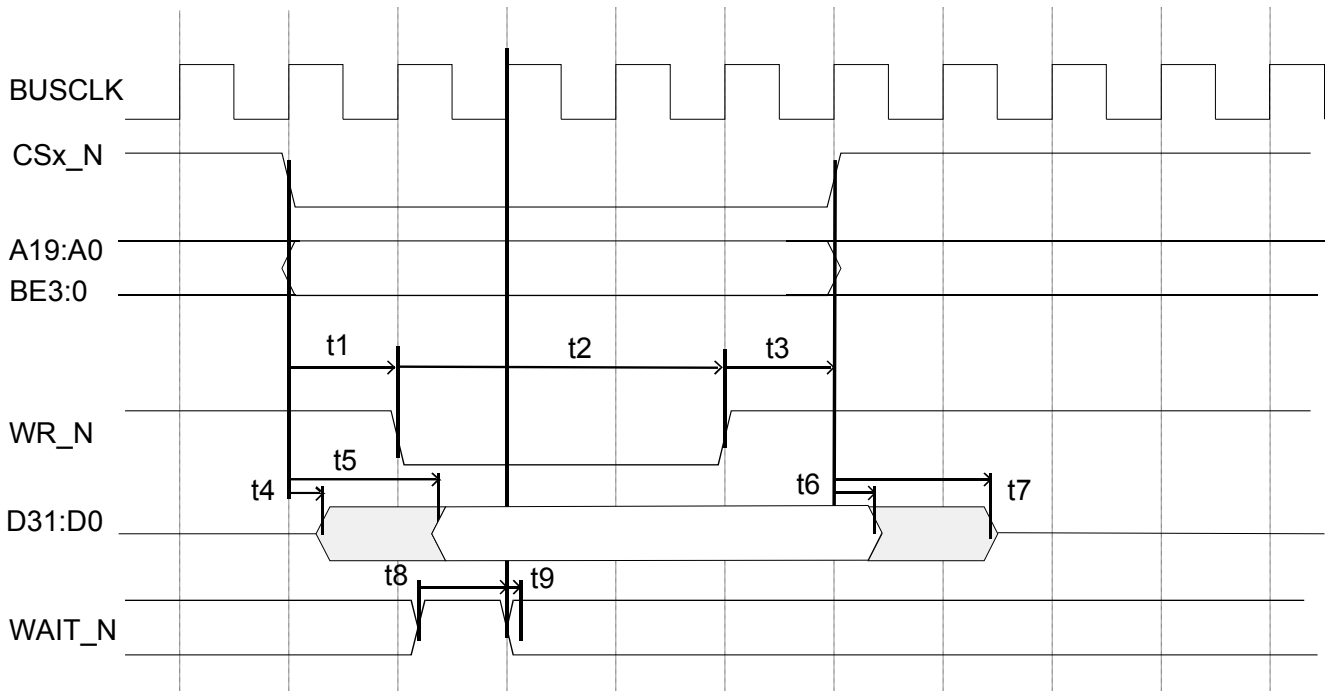 BUSCLK
CSx_N
A19:A0
BE3:0
t1 t2 t3
WR_N
t5
t4 t6 t7
D31:D0
t8 t9
WAIT_N